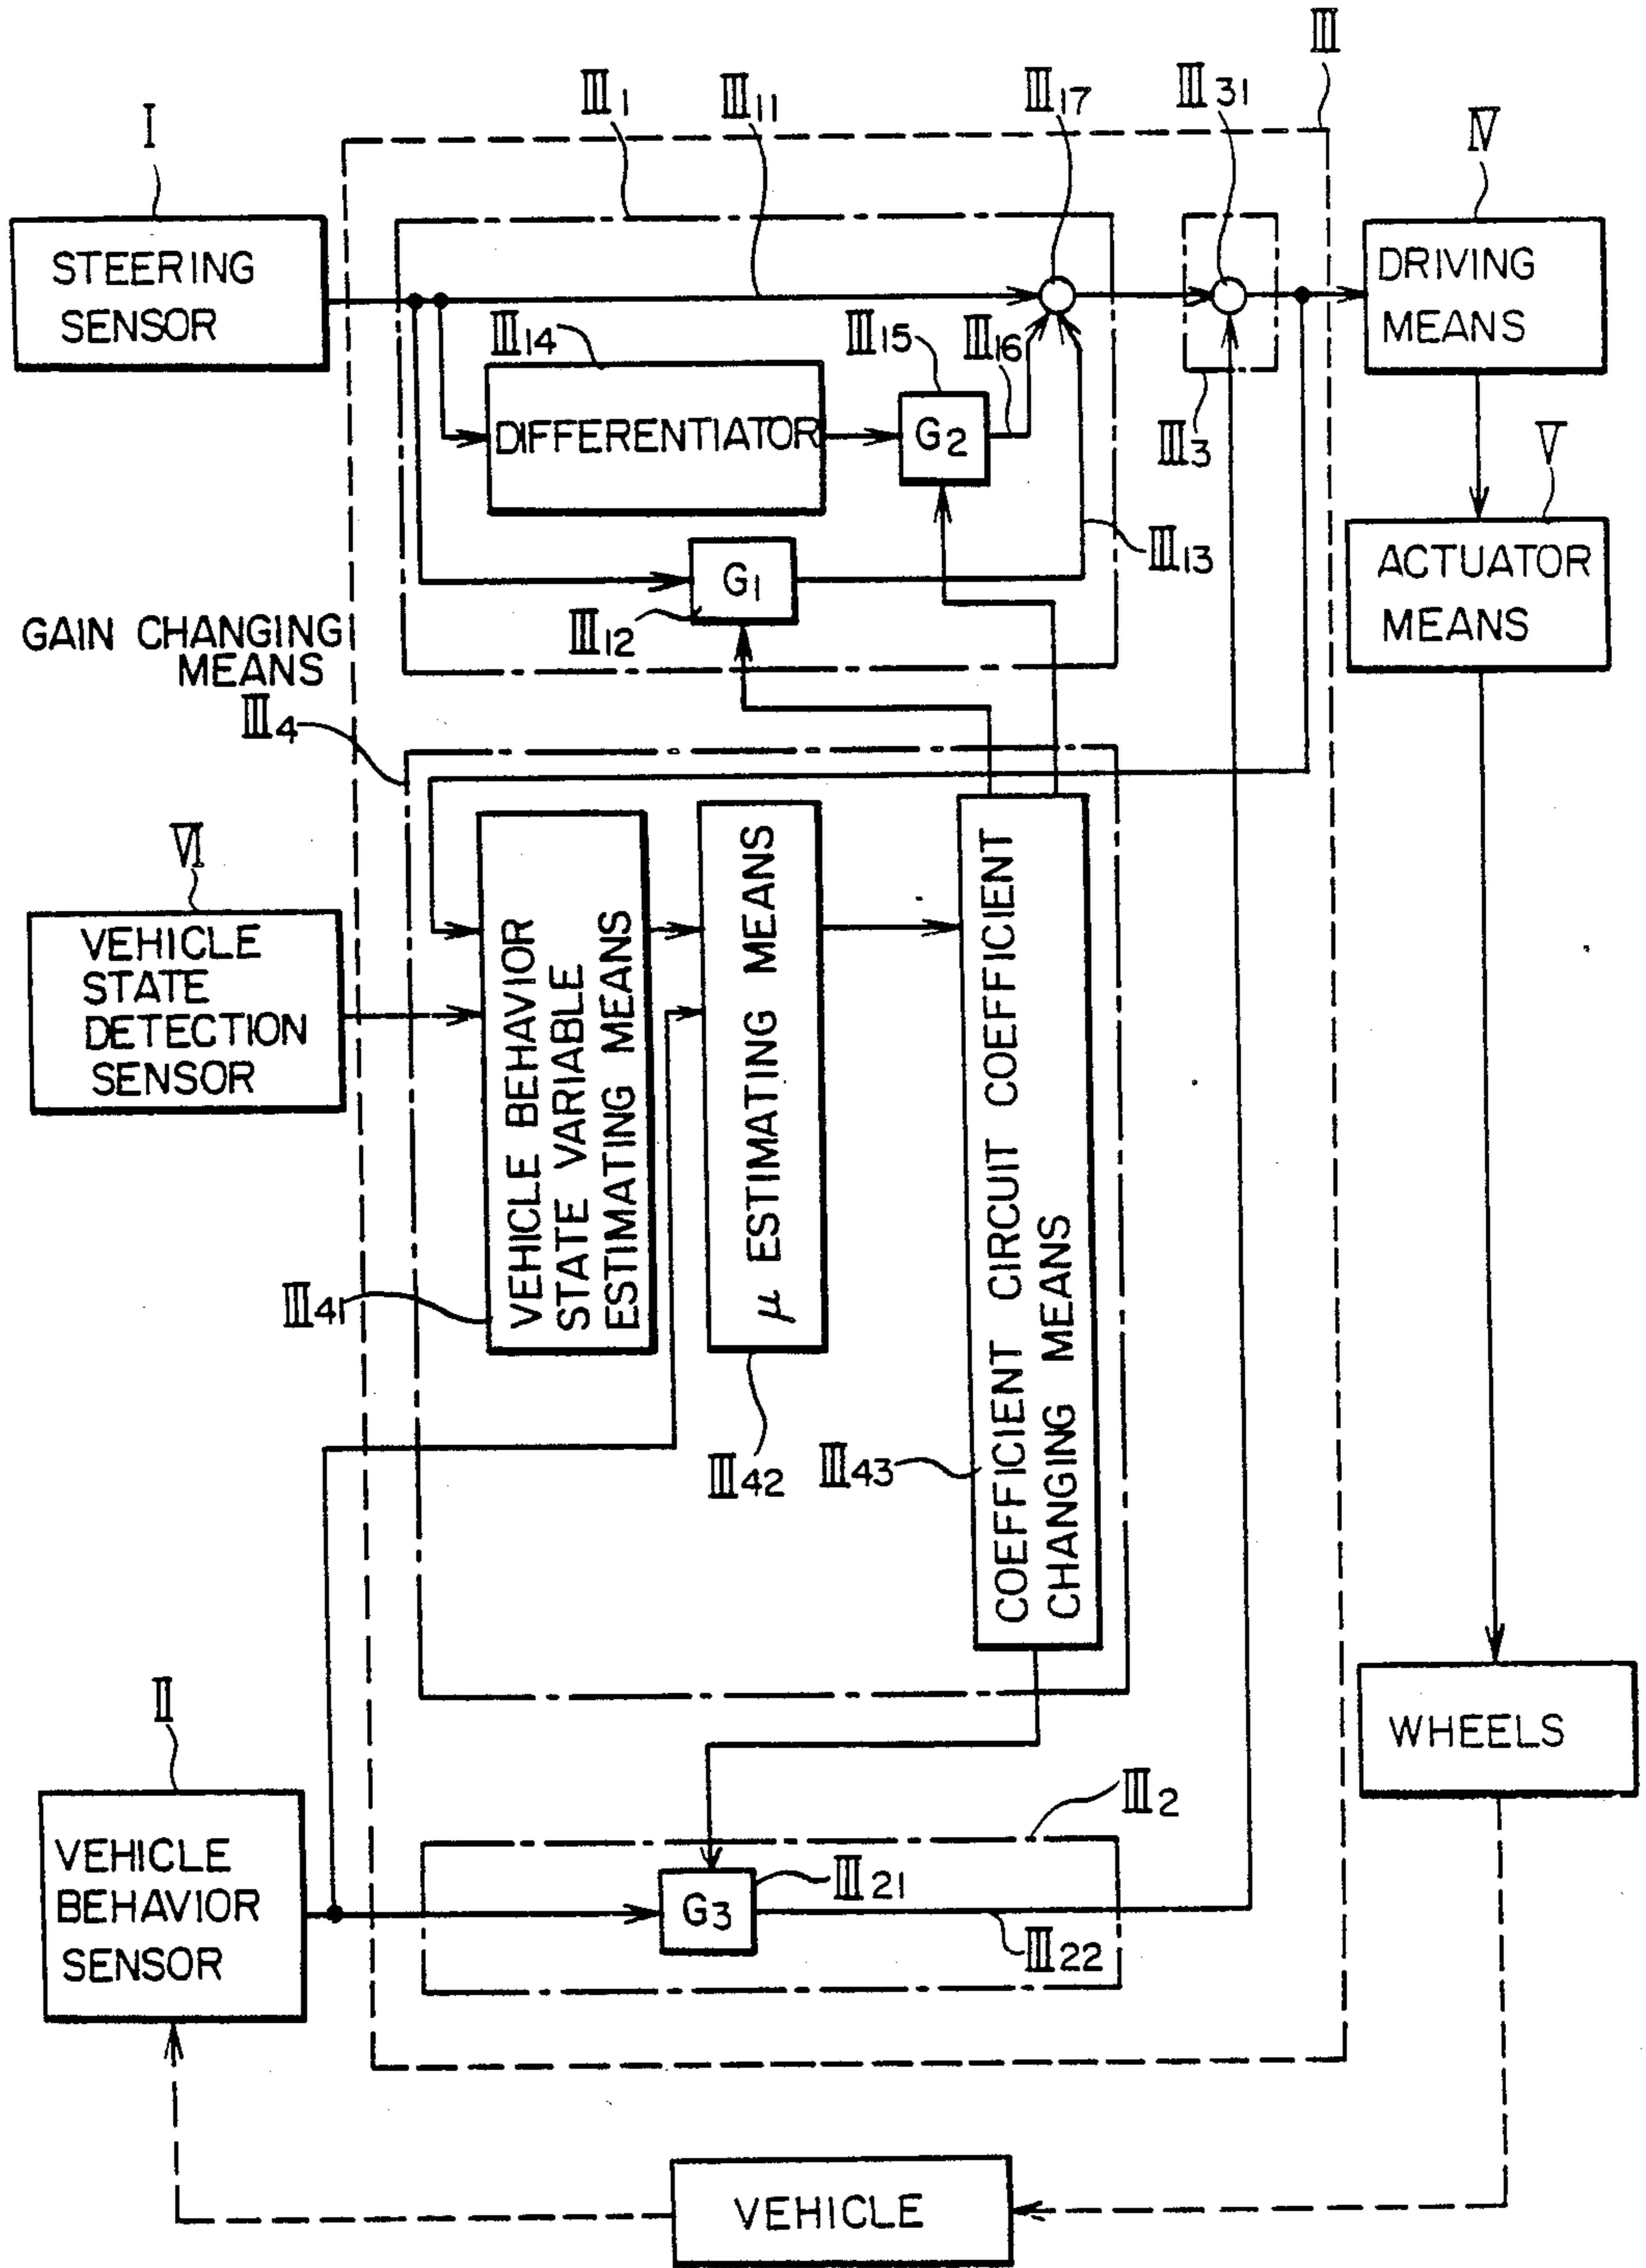 III
III1
III11
III17
III31
I
IV
STEERING
SENSOR
DRIVING
MEANS
III14
DIFFERENTIATOR
III15
G2
III16
III3
V
ACTUATOR
MEANS
G1
III12
III13
GAIN CHANGING
MEANS
III4
VI
VEHICLE
STATE
DETECTION
SENSOR
VEHICLE BEHAVIOR
STATE VARIABLE
ESTIMATING MEANS
III41
μ ESTIMATING MEANS
III42
COEFFICIENT CIRCUIT COEFFICIENT
CHANGING MEANS
III43
WHEELS
II
VEHICLE
BEHAVIOR
SENSOR
III2
G3
III21
III22
VEHICLE